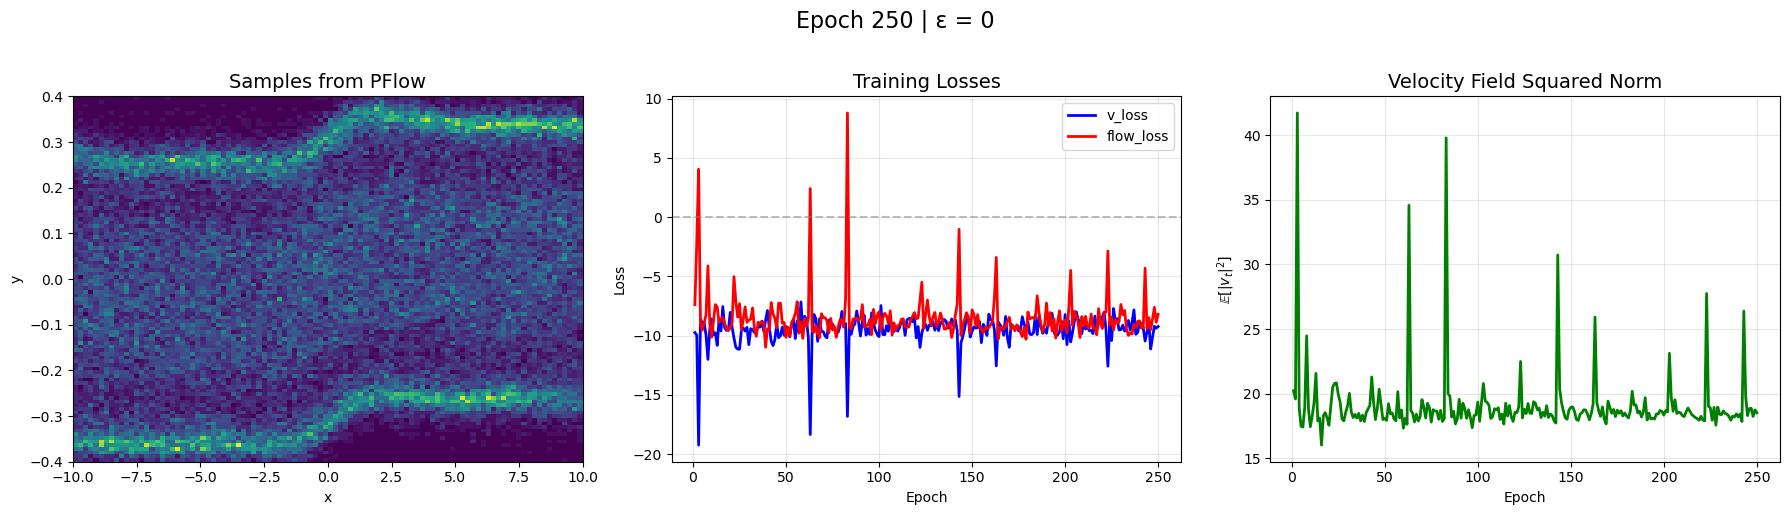 Epoch 250 | ε = 0
Samples from PFlow
0.4
0.3
0.2
0.1
0.0
−0.1
−0.2
−0.3
−0.4
y
−10.0 −7.5 −5.0 −2.5 0.0 2.5 5.0 7.5 10.0
x
Training Losses
10
5
0
−5
−10
−15
−20
Loss
v_loss
flow_loss
0 50 100 150 200 250
Epoch
Velocity Field Squared Norm
40
35
30
25
20
15
𝔼[|v_t|²]
0 50 100 150 200 250
Epoch